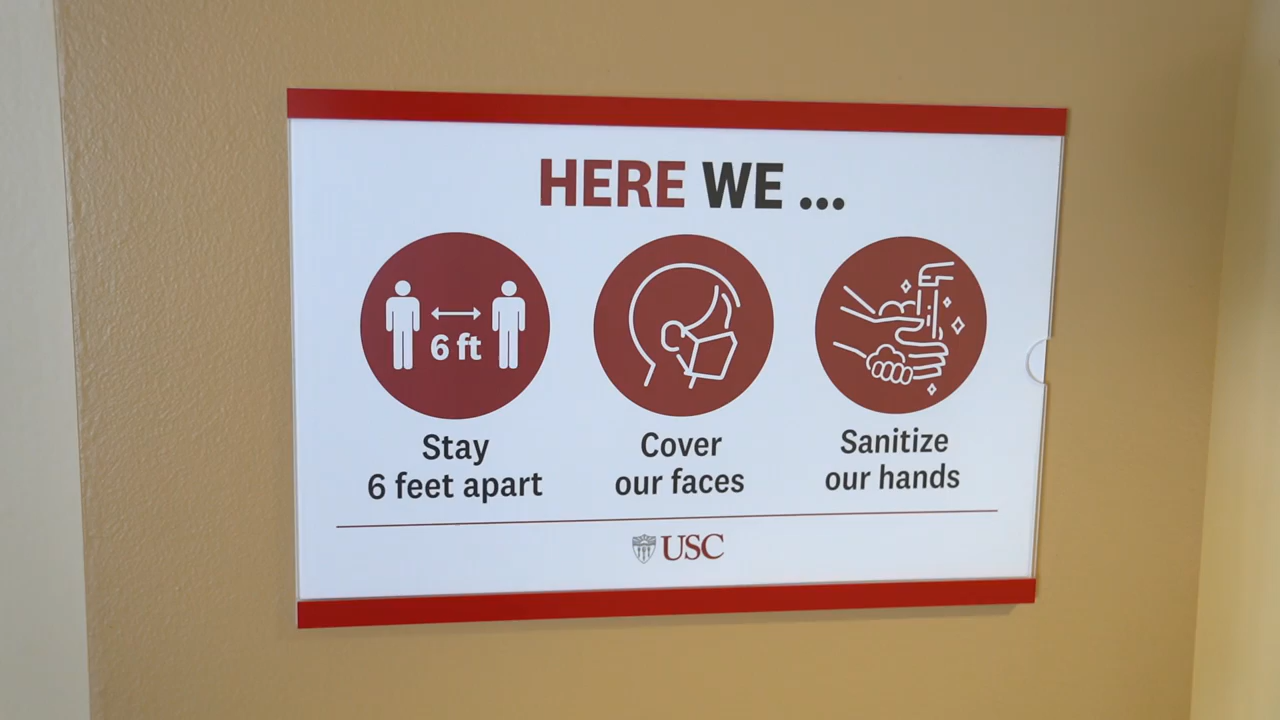 HERE WE ...
6 ft
Stay
6 feet apart
Cover
our faces
Sanitize
our hands
USC